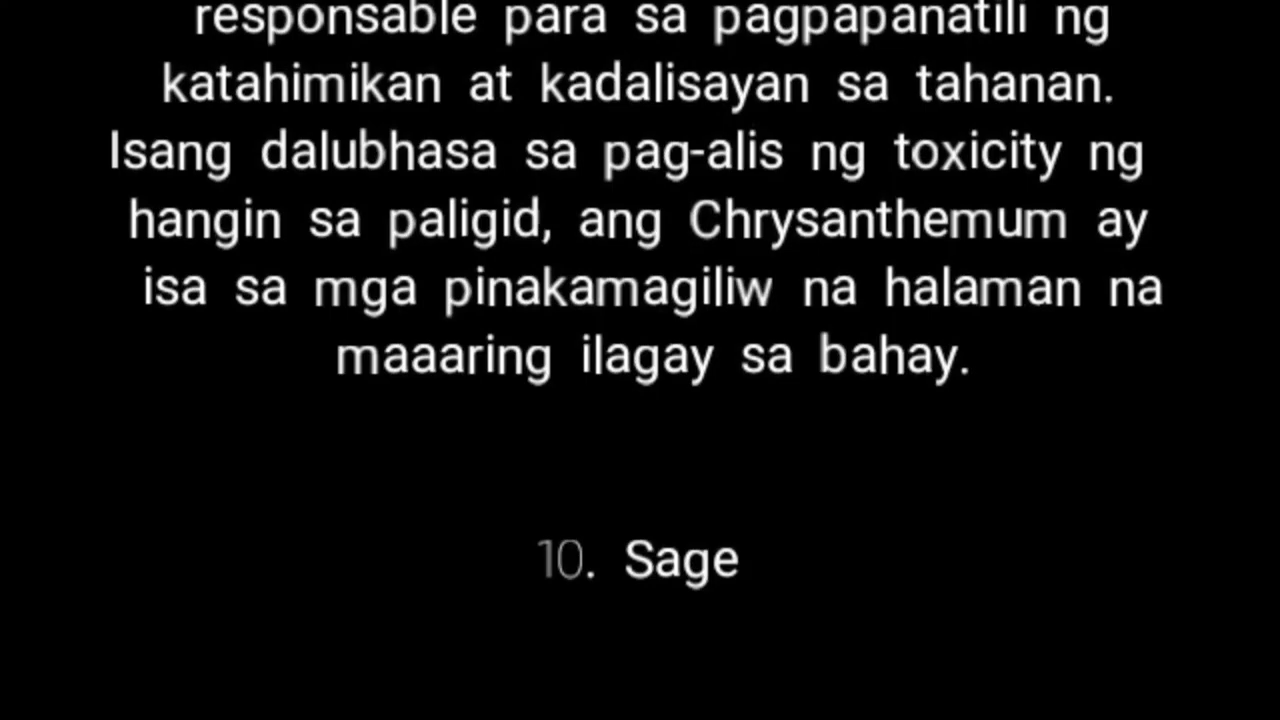 responsable para sa pagpapanatili ng
katahimikan at kadalisayan sa tahanan.
Isang dalubhasa sa pag-alis ng toxicity ng
hangin sa paligid, ang Chrysanthemum ay
isa sa mga pinakamagiliw na halaman na
maaaring ilagay sa bahay.
10. Sage